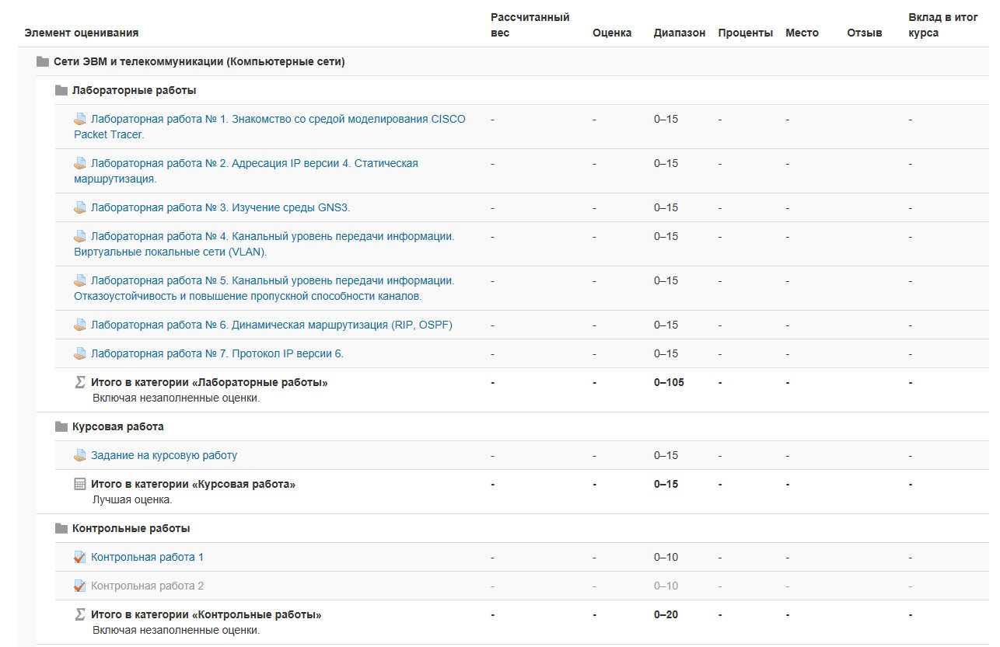 Рассчитанный Вклад в итог
Элемент оценивания вес Оценка Диапазон Проценты Место Отзыв курса
Сети ЭВМ и телекоммуникации (Компьютерные сети)
Лабораторные работы
Лабораторная работа № 1. Знакомство со средой моделирования CISCO - - 0–15 - - -
Packet Tracer.
Лабораторная работа № 2. Адресация IP версии 4. Статическая - - 0–15 - - -
маршрутизация.
Лабораторная работа № 3. Изучение среды GNS3. - - 0–15 - - -
Лабораторная работа № 4. Канальный уровень передачи информации. - - 0–15 - - -
Виртуальные локальные сети (VLAN).
Лабораторная работа № 5. Канальный уровень передачи информации. - - 0–15 - - -
Отказоустойчивость и повышение пропускной способности каналов.
Лабораторная работа № 6. Динамическая маршрутизация (RIP, OSPF) - - 0–15 - - -
Лабораторная работа № 7. Протокол IP версии 6. - - 0–15 - - -
Итого в категории «Лабораторные работы» - - 0–105 - - -
Включая незаполненные оценки.
Курсовая работа
Задание на курсовую работу - - 0–15 - - -
Итого в категории «Курсовая работа» - - 0–15 - - -
Лучшая оценка.
Контрольные работы
Контрольная работа 1 - - 0–10 - - -
Контрольная работа 2 - - 0–10 - - -
Итого в категории «Контрольные работы» - - 0–20 - - -
Включая незаполненные оценки.